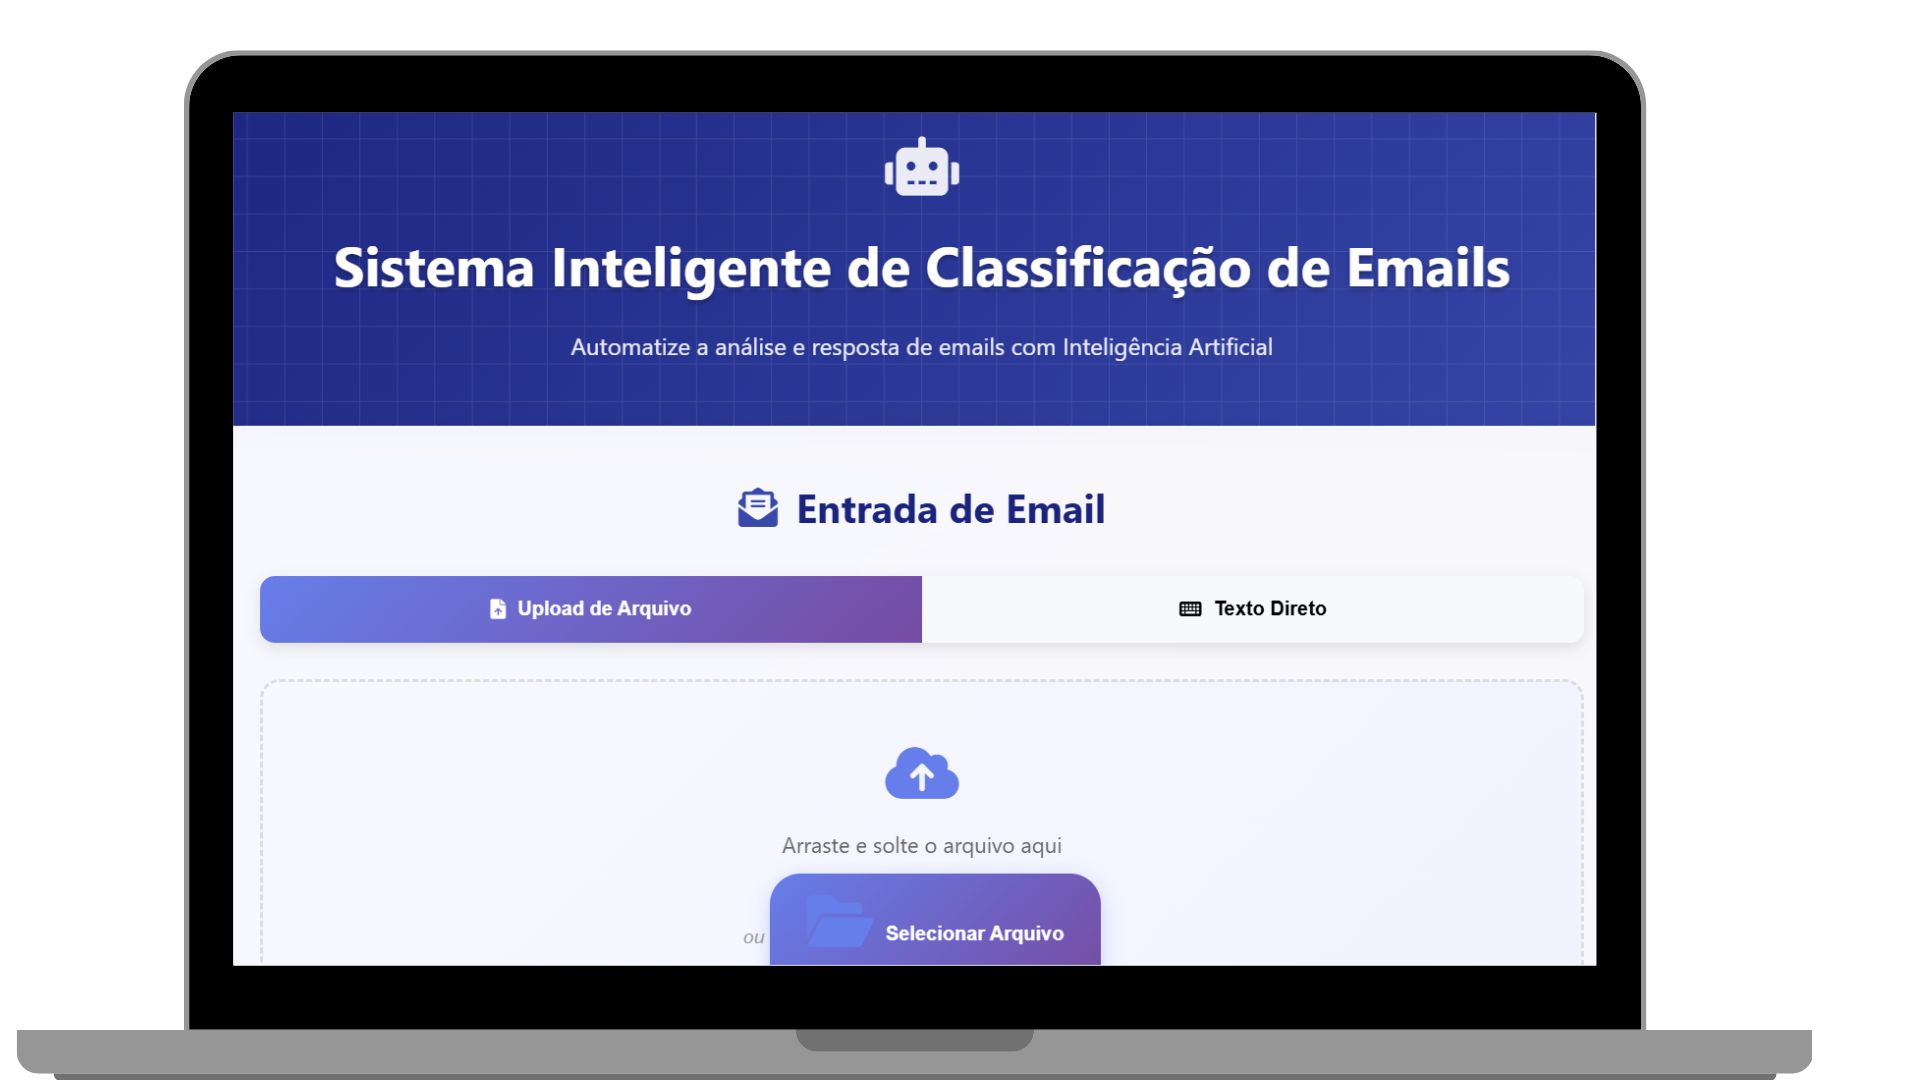 Sistema Inteligente de Classificação de Emails
Automatize a análise e resposta de emails com Inteligência Artificial
Entrada de Email
Upload de Arquivo
Texto Direto
Arraste e solte o arquivo aqui
ou
Selecionar Arquivo